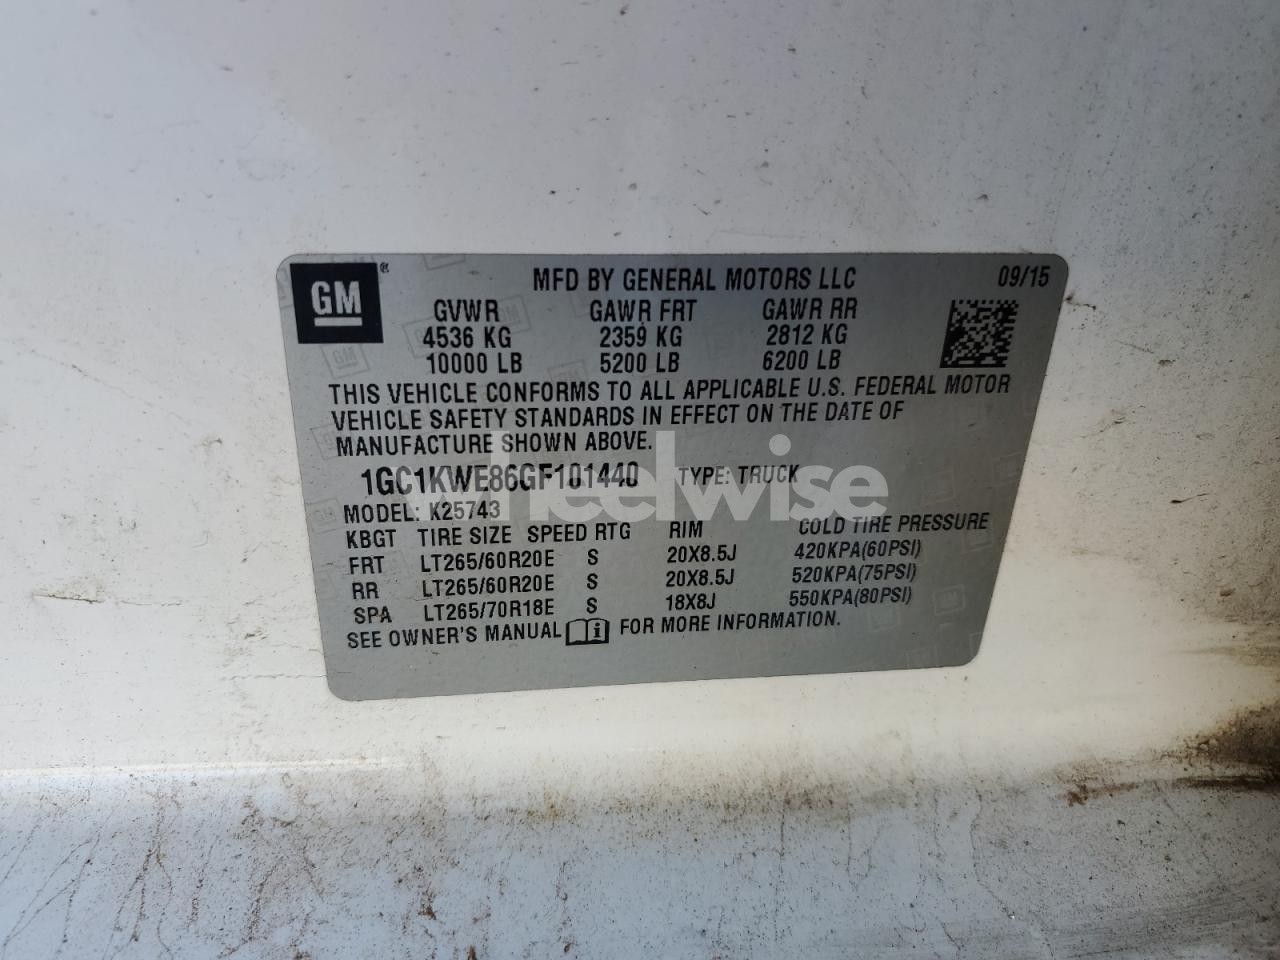 GM ®
MFD BY GENERAL MOTORS LLC 09/15
GVWR GAWR FRT GAWR RR
4536 KG 2359 KG 2812 KG
10000 LB 5200 LB 6200 LB
THIS VEHICLE CONFORMS TO ALL APPLICABLE U.S. FEDERAL MOTOR
VEHICLE SAFETY STANDARDS IN EFFECT ON THE DATE OF
MANUFACTURE SHOWN ABOVE.
1GC1KWE86GF101440 TYPE: TRUCK
wheelwise
MODEL: K25743
KBGT TIRE SIZE SPEED RTG RIM COLD TIRE PRESSURE
FRT LT265/60R20E S 20X8.5J 420KPA(60PSI)
RR LT265/60R20E S 20X8.5J 520KPA(75PSI)
SPA LT265/70R18E S 18X8J 550KPA(80PSI)
SEE OWNER'S MANUAL i FOR MORE INFORMATION.